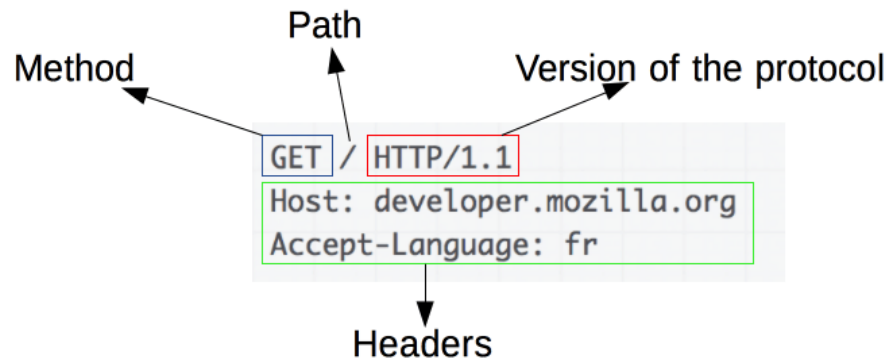 Path
Method
Version of the protocol
GET / HTTP/1.1
Host: developer.mozilla.org
Accept-Language: fr
Headers